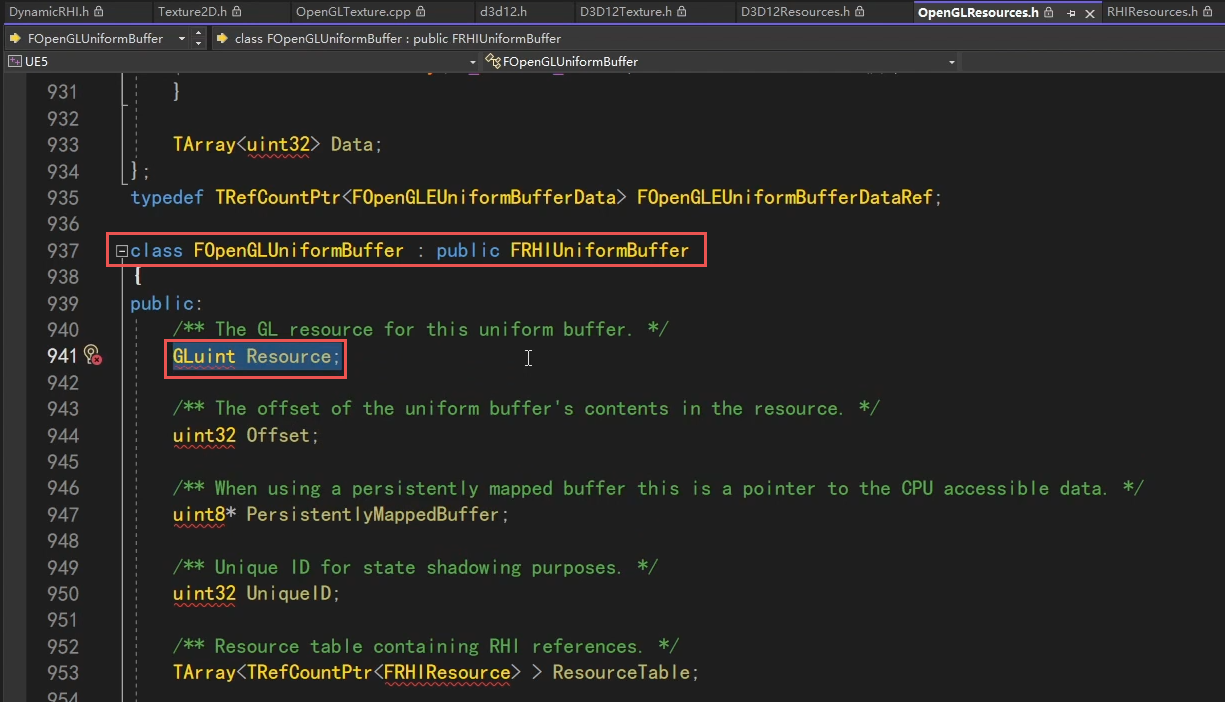 DynamicRHI.h Texture2D.h OpenGLTexture.cpp d3d12.h D3D12Texture.h D3D12Resources.h OpenGLResources.h RHIResources.h
FOpenGLUniformBuffer class FOpenGLUniformBuffer : public FRHIUniformBuffer
UE5 FOpenGLUniformBuffer
931 }
932
933 TArray<uint32> Data;
934 };
935 typedef TRefCountPtr<FOpenGLEUniformBufferData> FOpenGLEUniformBufferDataRef;
936
937 class FOpenGLUniformBuffer : public FRHIUniformBuffer
938 {
939 public:
940 /** The GL resource for this uniform buffer. */
941 GLuint Resource;
942
943 /** The offset of the uniform buffer's contents in the resource. */
944 uint32 Offset;
945
946 /** When using a persistently mapped buffer this is a pointer to the CPU accessible data. */
947 uint8* PersistentlyMappedBuffer;
948
949 /** Unique ID for state shadowing purposes. */
950 uint32 UniqueID;
951
952 /** Resource table containing RHI references. */
953 TArray<TRefCountPtr<FRHIResource> > ResourceTable;
954